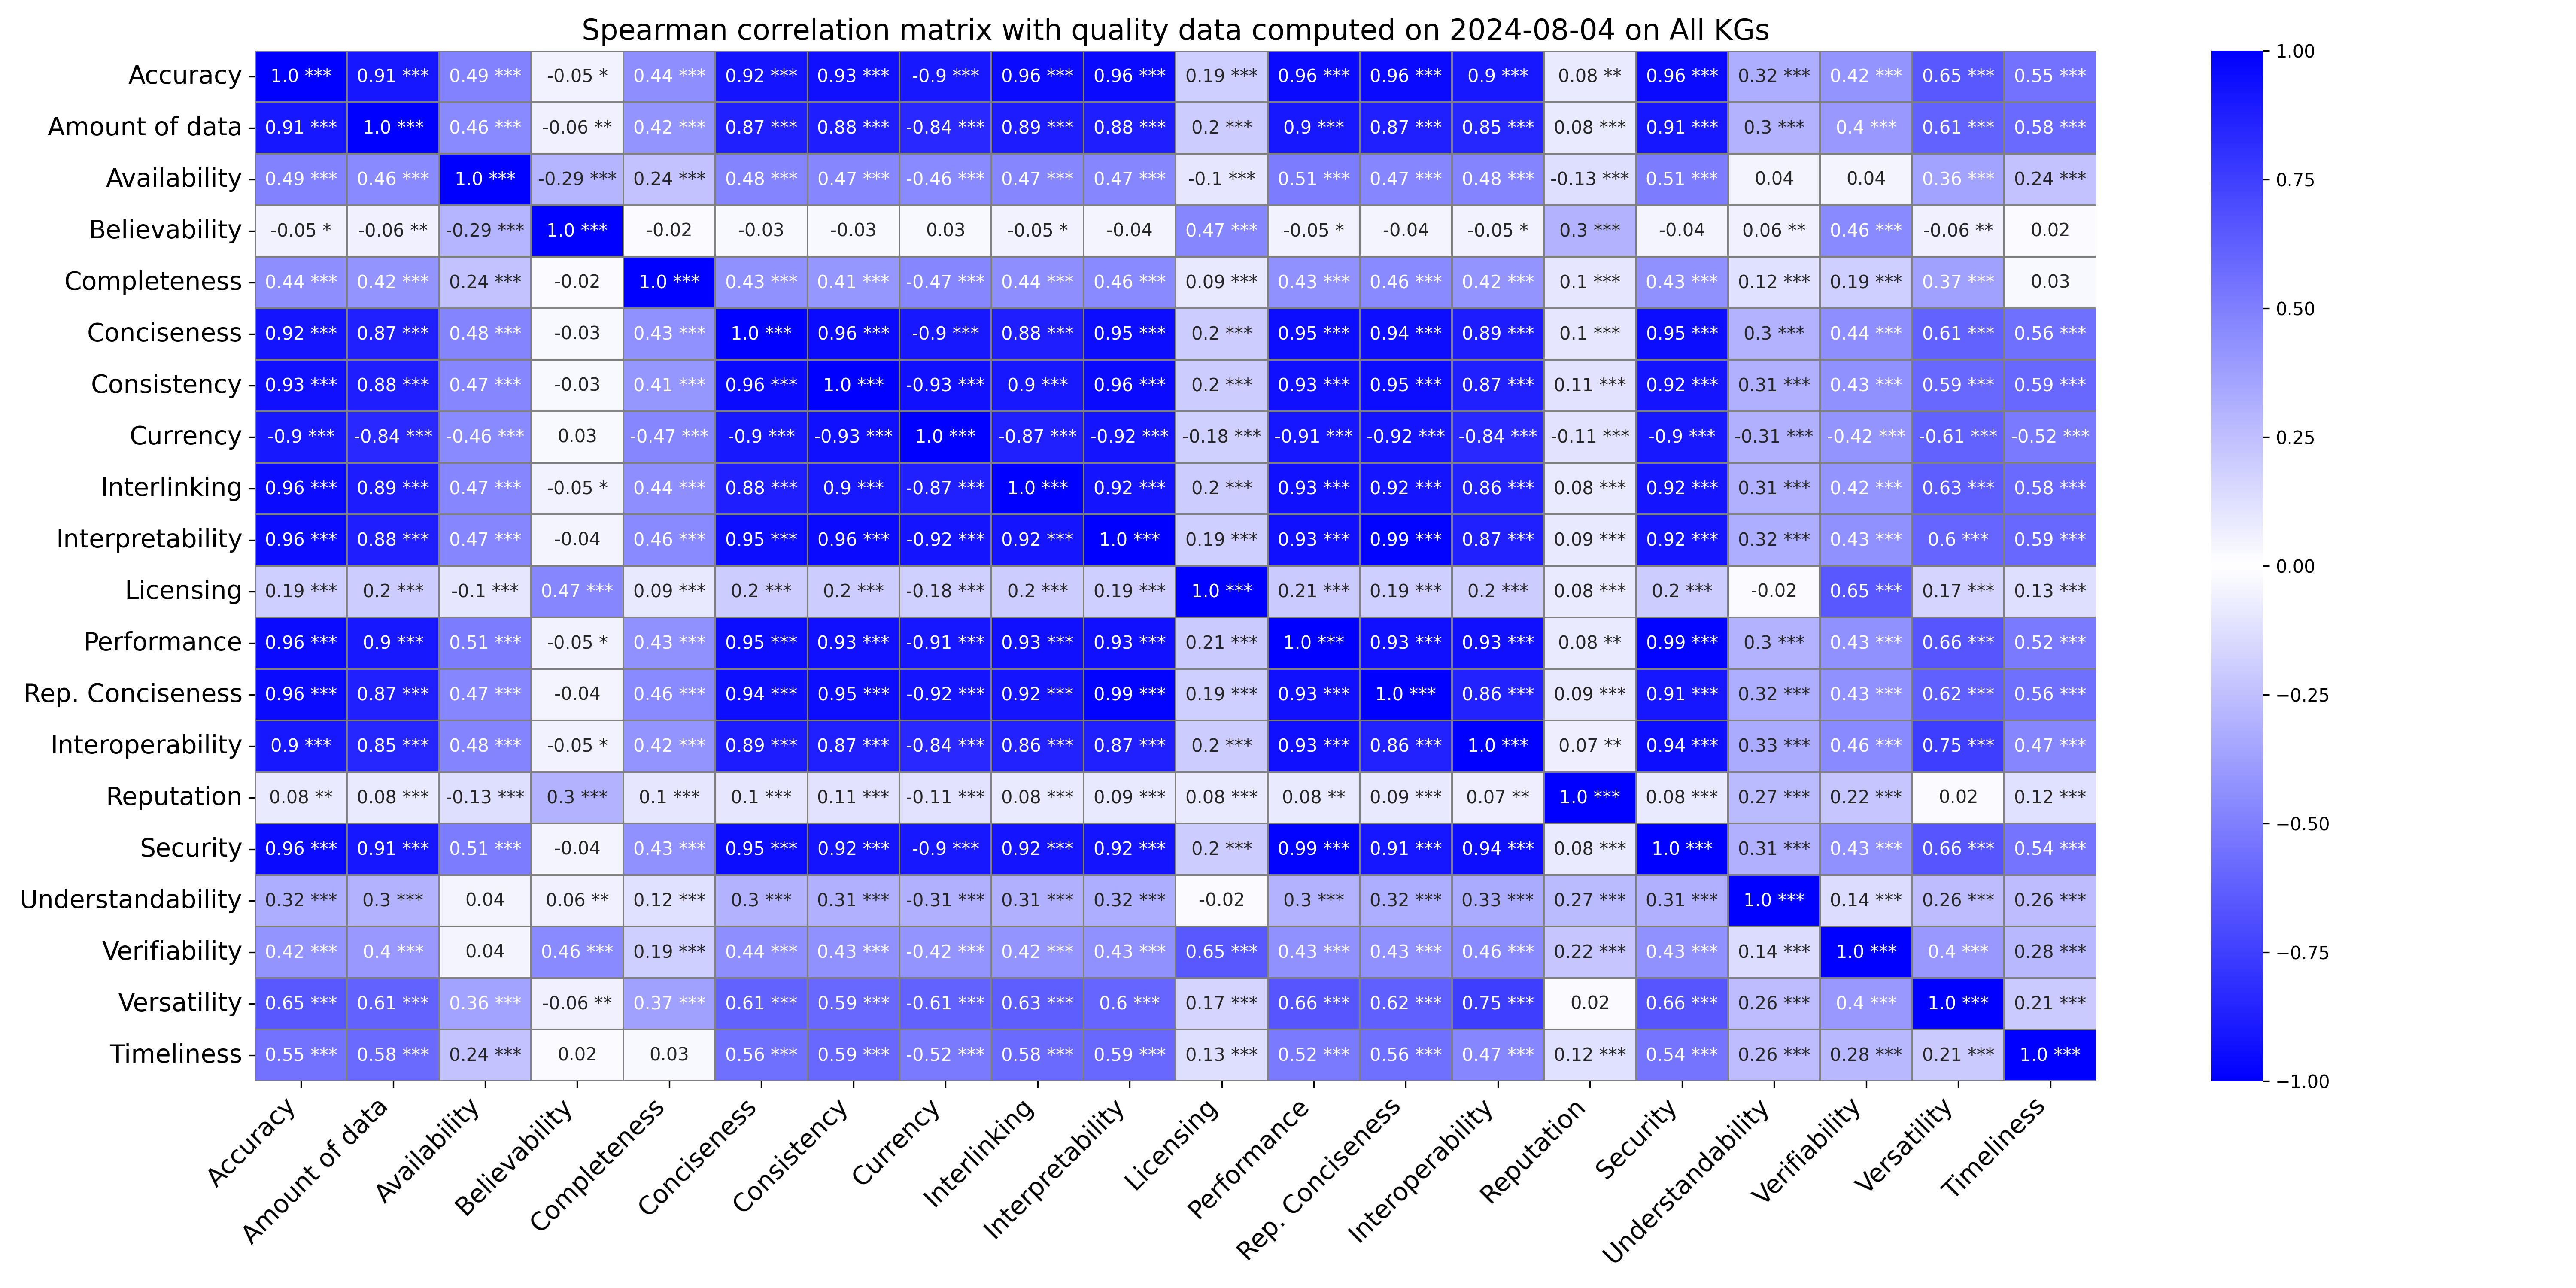 Spearman correlation matrix with quality data computed on 2024-08-04 on All KGs
Accuracy 1.0 *** 0.91 *** 0.49 *** -0.05 * 0.44 *** 0.92 *** 0.93 *** -0.9 *** 0.96 *** 0.96 *** 0.19 *** 0.96 *** 0.96 *** 0.9 *** 0.08 ** 0.96 *** 0.32 *** 0.42 *** 0.65 *** 0.55 ***
Amount of data 0.91 *** 1.0 *** 0.46 *** -0.06 ** 0.42 *** 0.87 *** 0.88 *** -0.84 *** 0.89 *** 0.88 *** 0.2 *** 0.9 *** 0.87 *** 0.85 *** 0.08 *** 0.91 *** 0.3 *** 0.4 *** 0.61 *** 0.58 ***
Availability 0.49 *** 0.46 *** 1.0 *** -0.29 *** 0.24 *** 0.48 *** 0.47 *** -0.46 *** 0.47 *** 0.47 *** -0.1 *** 0.51 *** 0.47 *** 0.48 *** -0.13 *** 0.51 *** 0.04 0.04 0.36 *** 0.24 ***
Believability -0.05 * -0.06 ** -0.29 *** 1.0 *** -0.02 -0.03 -0.03 0.03 -0.05 * -0.04 0.47 *** -0.05 * -0.04 -0.05 * 0.3 *** -0.04 0.06 ** 0.46 *** -0.06 ** 0.02
Completeness 0.44 *** 0.42 *** 0.24 *** -0.02 1.0 *** 0.43 *** 0.41 *** -0.47 *** 0.44 *** 0.46 *** 0.09 *** 0.43 *** 0.46 *** 0.42 *** 0.1 *** 0.43 *** 0.12 *** 0.19 *** 0.37 *** 0.03
Conciseness 0.92 *** 0.87 *** 0.48 *** -0.03 0.43 *** 1.0 *** 0.96 *** -0.9 *** 0.88 *** 0.95 *** 0.2 *** 0.95 *** 0.94 *** 0.89 *** 0.1 *** 0.95 *** 0.3 *** 0.44 *** 0.61 *** 0.56 ***
Consistency 0.93 *** 0.88 *** 0.47 *** -0.03 0.41 *** 0.96 *** 1.0 *** -0.93 *** 0.9 *** 0.96 *** 0.2 *** 0.93 *** 0.95 *** 0.87 *** 0.11 *** 0.92 *** 0.31 *** 0.43 *** 0.59 *** 0.59 ***
Currency -0.9 *** -0.84 *** -0.46 *** 0.03 -0.47 *** -0.9 *** -0.93 *** 1.0 *** -0.87 *** -0.92 *** -0.18 *** -0.91 *** -0.92 *** -0.84 *** -0.11 *** -0.9 *** -0.31 *** -0.42 *** -0.61 *** -0.52 ***
Interlinking 0.96 *** 0.89 *** 0.47 *** -0.05 * 0.44 *** 0.88 *** 0.9 *** -0.87 *** 1.0 *** 0.92 *** 0.2 *** 0.93 *** 0.92 *** 0.86 *** 0.08 *** 0.92 *** 0.31 *** 0.42 *** 0.63 *** 0.58 ***
Interpretability 0.96 *** 0.88 *** 0.47 *** -0.04 0.46 *** 0.95 *** 0.96 *** -0.92 *** 0.92 *** 1.0 *** 0.19 *** 0.93 *** 0.99 *** 0.87 *** 0.09 *** 0.92 *** 0.32 *** 0.43 *** 0.6 *** 0.59 ***
Licensing 0.19 *** 0.2 *** -0.1 *** 0.47 *** 0.09 *** 0.2 *** 0.2 *** -0.18 *** 0.2 *** 0.19 *** 1.0 *** 0.21 *** 0.19 *** 0.2 *** 0.08 *** 0.2 *** -0.02 0.65 *** 0.17 *** 0.13 ***
Performance 0.96 *** 0.9 *** 0.51 *** -0.05 * 0.43 *** 0.95 *** 0.93 *** -0.91 *** 0.93 *** 0.93 *** 0.21 *** 1.0 *** 0.93 *** 0.93 *** 0.08 ** 0.99 *** 0.3 *** 0.43 *** 0.66 *** 0.52 ***
Rep. Conciseness 0.96 *** 0.87 *** 0.47 *** -0.04 0.46 *** 0.94 *** 0.95 *** -0.92 *** 0.92 *** 0.99 *** 0.19 *** 0.93 *** 1.0 *** 0.86 *** 0.09 *** 0.91 *** 0.32 *** 0.43 *** 0.62 *** 0.56 ***
Interoperability 0.9 *** 0.85 *** 0.48 *** -0.05 * 0.42 *** 0.89 *** 0.87 *** -0.84 *** 0.86 *** 0.87 *** 0.2 *** 0.93 *** 0.86 *** 1.0 *** 0.07 ** 0.94 *** 0.33 *** 0.46 *** 0.75 *** 0.47 ***
Reputation 0.08 ** 0.08 *** -0.13 *** 0.3 *** 0.1 *** 0.1 *** 0.11 *** -0.11 *** 0.08 *** 0.09 *** 0.08 *** 0.08 ** 0.09 *** 0.07 ** 1.0 *** 0.08 *** 0.27 *** 0.22 *** 0.02 0.12 ***
Security 0.96 *** 0.91 *** 0.51 *** -0.04 0.43 *** 0.95 *** 0.92 *** -0.9 *** 0.92 *** 0.92 *** 0.2 *** 0.99 *** 0.91 *** 0.94 *** 0.08 *** 1.0 *** 0.31 *** 0.43 *** 0.66 *** 0.54 ***
Understandability 0.32 *** 0.3 *** 0.04 0.06 ** 0.12 *** 0.3 *** 0.31 *** -0.31 *** 0.31 *** 0.32 *** -0.02 0.3 *** 0.32 *** 0.33 *** 0.27 *** 0.31 *** 1.0 *** 0.14 *** 0.26 *** 0.26 ***
Verifiability 0.42 *** 0.4 *** 0.04 0.46 *** 0.19 *** 0.44 *** 0.43 *** -0.42 *** 0.42 *** 0.43 *** 0.65 *** 0.43 *** 0.43 *** 0.46 *** 0.22 *** 0.43 *** 0.14 *** 1.0 *** 0.4 *** 0.28 ***
Versatility 0.65 *** 0.61 *** 0.36 *** -0.06 ** 0.37 *** 0.61 *** 0.59 *** -0.61 *** 0.63 *** 0.6 *** 0.17 *** 0.66 *** 0.62 *** 0.75 *** 0.02 0.66 *** 0.26 *** 0.4 *** 1.0 *** 0.21 ***
Timeliness 0.55 *** 0.58 *** 0.24 *** 0.02 0.03 0.56 *** 0.59 *** -0.52 *** 0.58 *** 0.59 *** 0.13 *** 0.52 *** 0.56 *** 0.47 *** 0.12 *** 0.54 *** 0.26 *** 0.28 *** 0.21 *** 1.0 ***
Accuracy
Amount of data
Availability
Believability
Completeness
Conciseness
Consistency
Currency
Interlinking
Interpretability
Licensing
Performance
Rep. Conciseness
Interoperability
Reputation
Security
Understandability
Verifiability
Versatility
Timeliness
1.00
0.75
0.50
0.25
0.00
−0.25
−0.50
−0.75
−1.00